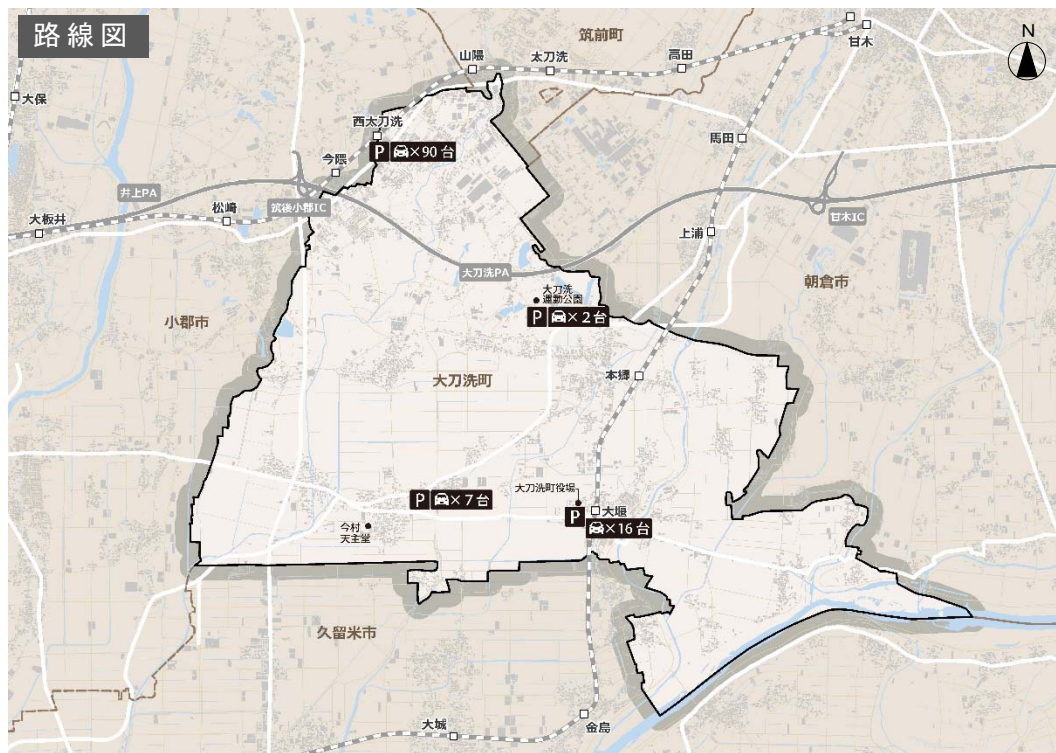 路線図
N
筑前町
甘木
山隈
太刀洗
高田
大保
西太刀洗
P ×90台
馬田
今隈
井上PA
筑後小郡IC
松崎
大板井
甘木IC
上浦
大刀洗PA
朝倉市
大刀洗
運動公園
P ×2台
小郡市
本郷
大刀洗町
P ×7台
大刀洗町役場
大堰
P
×16台
今村
天主堂
久留米市
大城
金島